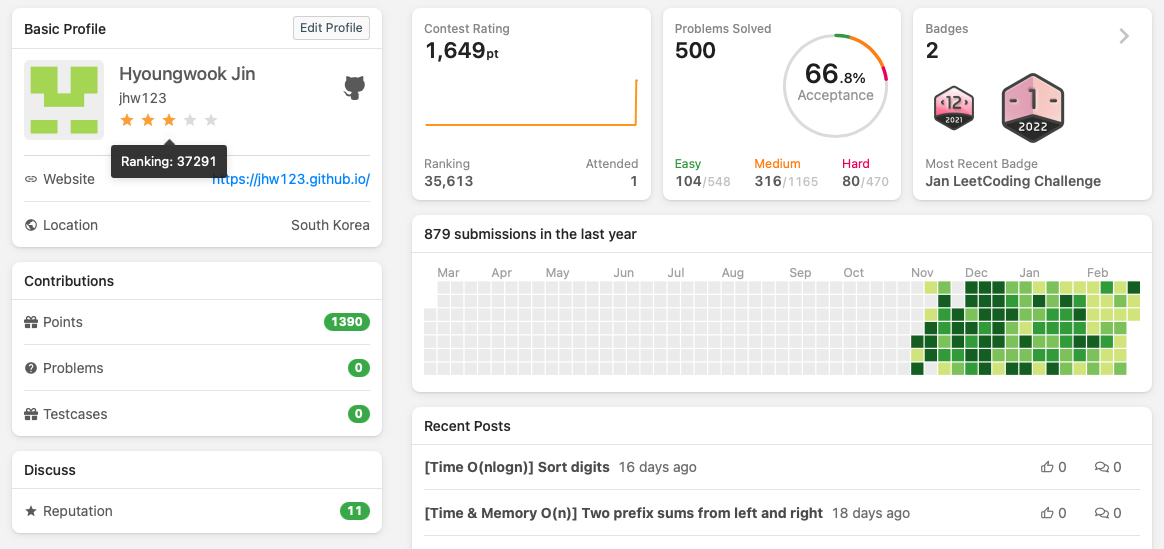 Basic Profile
Edit Profile
Hyoungwook Jin
jhw123
Ranking: 37291
Website
https://jhw123.github.io/
Location
South Korea
Contributions
Points
1390
Problems
0
Testcases
0
Discuss
Reputation
11
Contest Rating
1,649pt
Ranking
35,613
Attended
1
Problems Solved
500
66.8%
Acceptance
Easy
104/548
Medium
316/1165
Hard
80/470
Badges
2
12
2021
1
2022
Most Recent Badge
Jan LeetCoding Challenge
879 submissions in the last year
Mar Apr May Jun Jul Aug Sep Oct Nov Dec Jan Feb
Recent Posts
[Time O(nlogn)] Sort digits 16 days ago 0 0
[Time & Memory O(n)] Two prefix sums from left and right 18 days ago 0 0